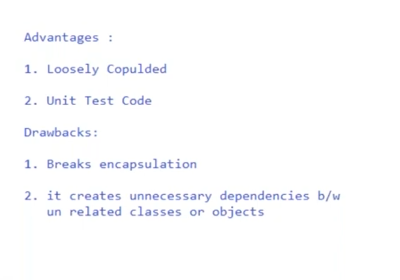 Advantages :
1. Loosely Copulded
2. Unit Test Code
Drawbacks:
1. Breaks encapsulation
2. it creates unnecessary dependencies b/w
un related classes or objects